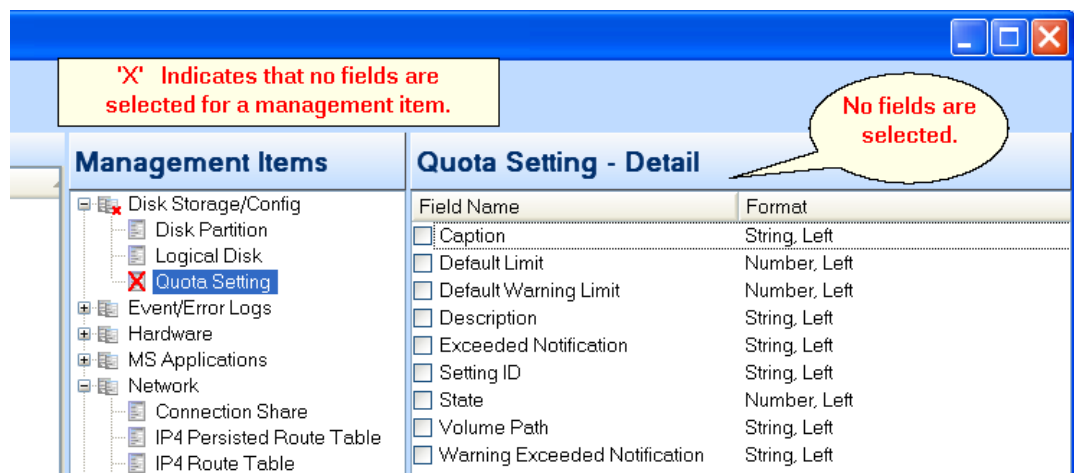 'X' Indicates that no fields are
selected for a management item.
No fields are
selected.
Management Items
Disk Storage/Config
Disk Partition
Logical Disk
Quota Setting
Event/Error Logs
Hardware
MS Applications
Network
Connection Share
IP4 Persisted Route Table
IP4 Route Table
Quota Setting - Detail
Field Name Format
Caption String, Left
Default Limit Number, Left
Default Warning Limit Number, Left
Description String, Left
Exceeded Notification String, Left
Setting ID String, Left
State Number, Left
Volume Path String, Left
Warning Exceeded Notification String, Left